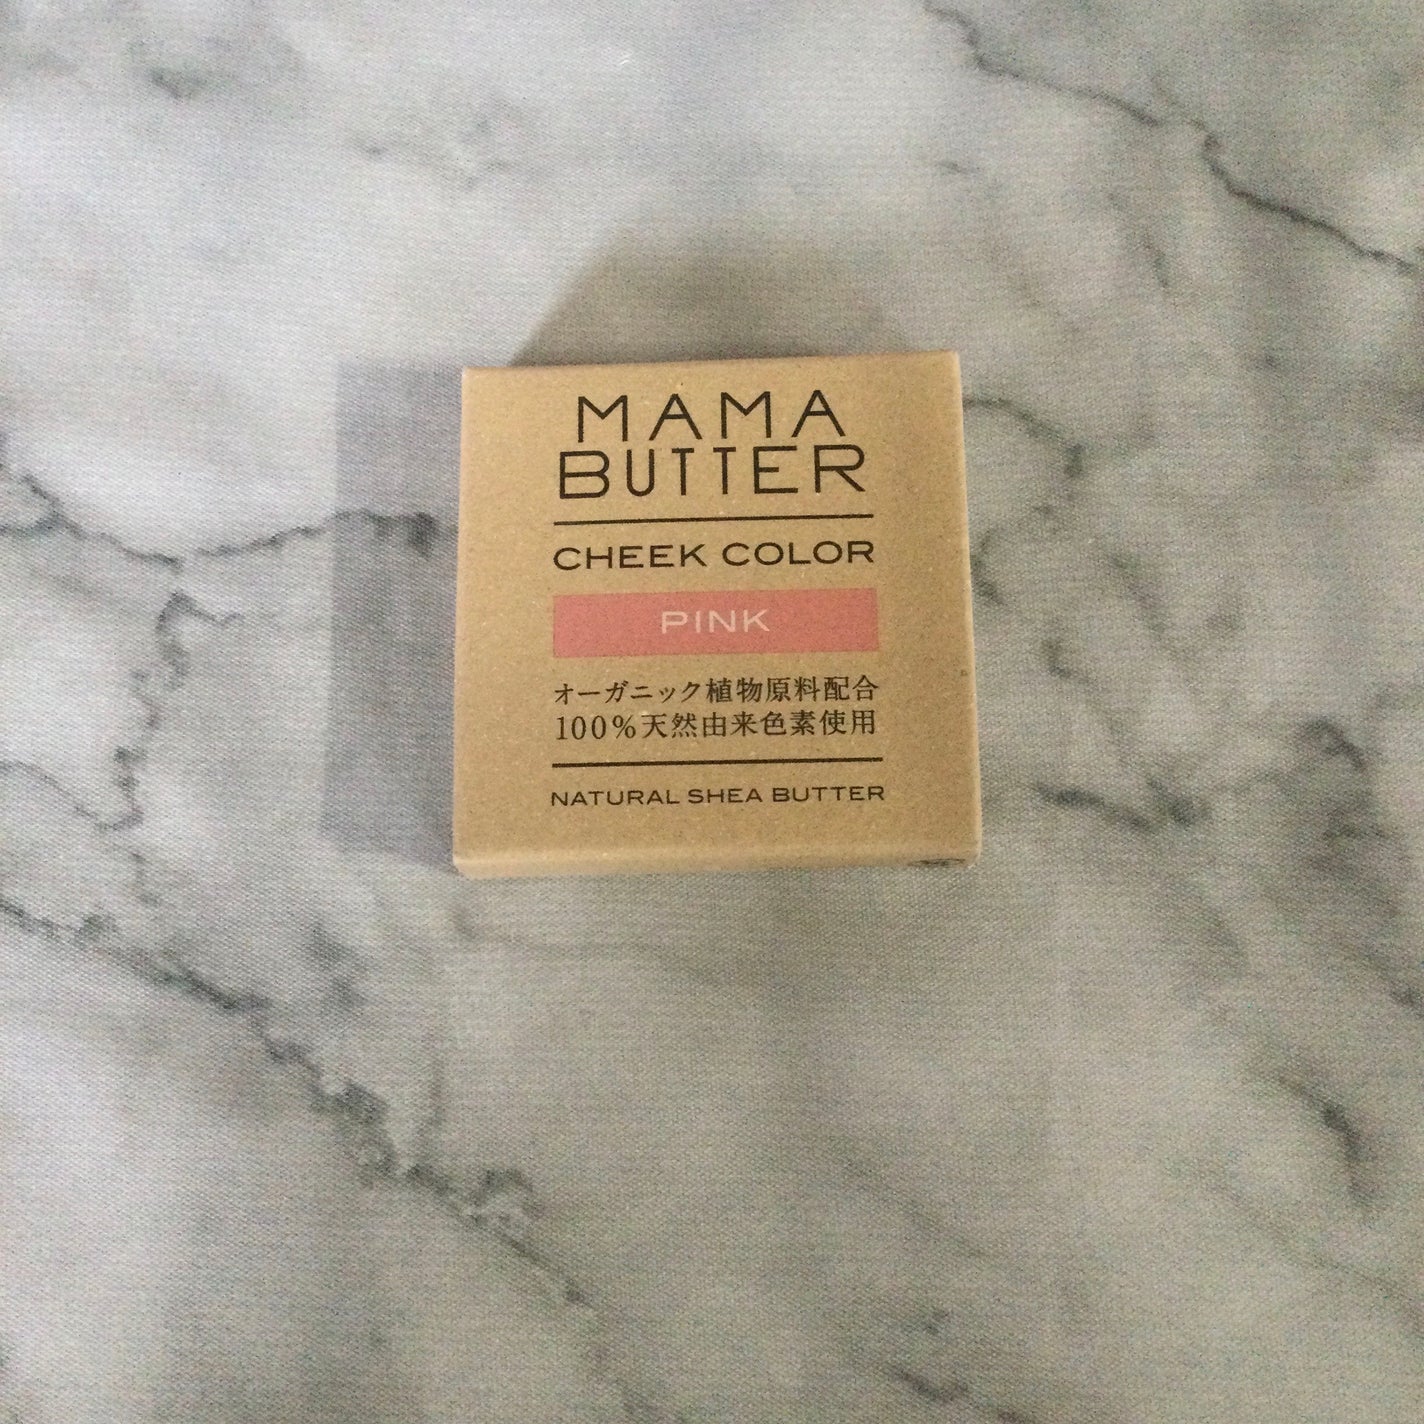 MAMA
BUTTER
CHEEK COLOR
PINK
オーガニック植物原料配合
100%天然由来色素使用
NATURAL SHEA BUTTER